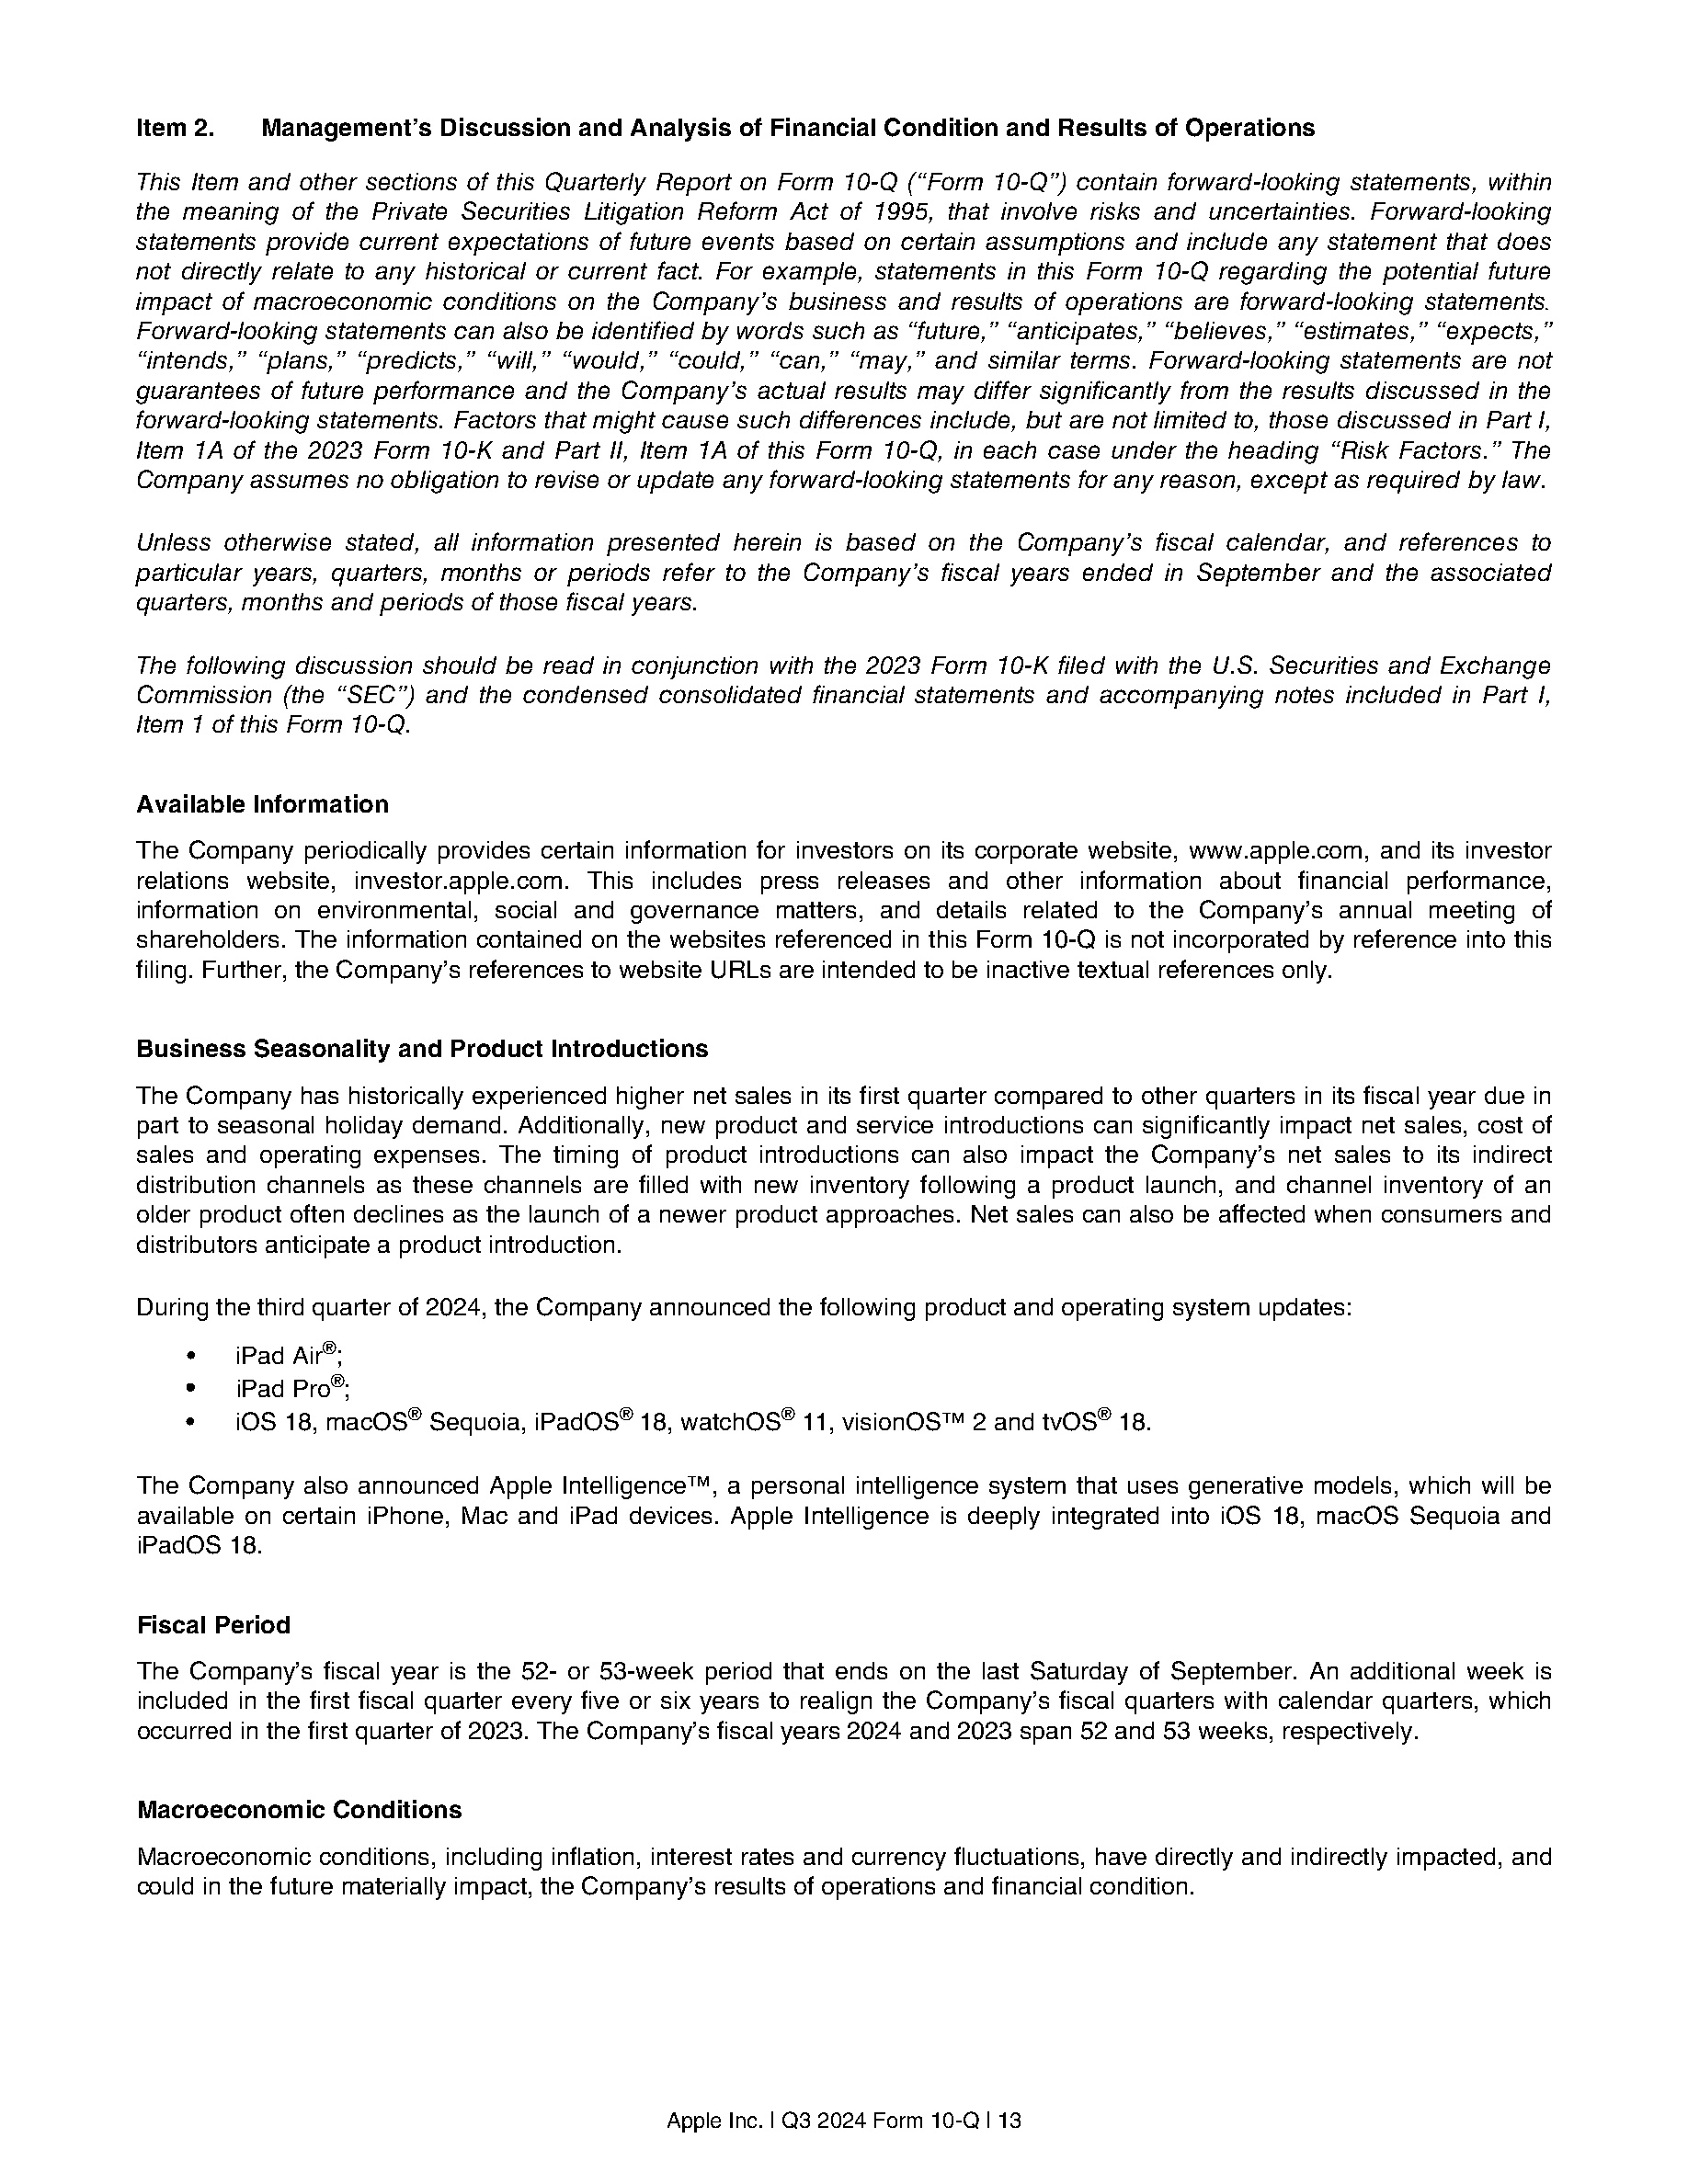 Item 2. Management’s Discussion and Analysis of Financial Condition and Results of Operations
This Item and other sections of this Quarterly Report on Form 10-Q (“Form 10-Q”) contain forward-looking statements, within
the meaning of the Private Securities Litigation Reform Act of 1995, that involve risks and uncertainties. Forward-looking
statements provide current expectations of future events based on certain assumptions and include any statement that does
not directly relate to any historical or current fact. For example, statements in this Form 10-Q regarding the potential future
impact of macroeconomic conditions on the Company’s business and results of operations are forward-looking statements.
Forward-looking statements can also be identified by words such as “future,” “anticipates,” “believes,” “estimates,” “expects,”
“intends,” “plans,” “predicts,” “will,” “would,” “could,” “can,” “may,” and similar terms. Forward-looking statements are not
guarantees of future performance and the Company’s actual results may differ significantly from the results discussed in the
forward-looking statements. Factors that might cause such differences include, but are not limited to, those discussed in Part I,
Item 1A of the 2023 Form 10-K and Part II, Item 1A of this Form 10-Q, in each case under the heading “Risk Factors.” The
Company assumes no obligation to revise or update any forward-looking statements for any reason, except as required by law.
Unless otherwise stated, all information presented herein is based on the Company’s fiscal calendar, and references to
particular years, quarters, months or periods refer to the Company’s fiscal years ended in September and the associated
quarters, months and periods of those fiscal years.
The following discussion should be read in conjunction with the 2023 Form 10-K filed with the U.S. Securities and Exchange
Commission (the “SEC”) and the condensed consolidated financial statements and accompanying notes included in Part I,
Item 1 of this Form 10-Q.
Available Information
The Company periodically provides certain information for investors on its corporate website, www.apple.com, and its investor
relations website, investor.apple.com. This includes press releases and other information about financial performance,
information on environmental, social and governance matters, and details related to the Company’s annual meeting of
shareholders. The information contained on the websites referenced in this Form 10-Q is not incorporated by reference into this
filing. Further, the Company’s references to website URLs are intended to be inactive textual references only.
Business Seasonality and Product Introductions
The Company has historically experienced higher net sales in its first quarter compared to other quarters in its fiscal year due in
part to seasonal holiday demand. Additionally, new product and service introductions can significantly impact net sales, cost of
sales and operating expenses. The timing of product introductions can also impact the Company’s net sales to its indirect
distribution channels as these channels are filled with new inventory following a product launch, and channel inventory of an
older product often declines as the launch of a newer product approaches. Net sales can also be affected when consumers and
distributors anticipate a product introduction.
During the third quarter of 2024, the Company announced the following product and operating system updates:
• iPad Air®;
• iPad Pro®;
• iOS 18, macOS® Sequoia, iPadOS® 18, watchOS® 11, visionOS™ 2 and tvOS® 18.
The Company also announced Apple Intelligence™, a personal intelligence system that uses generative models, which will be
available on certain iPhone, Mac and iPad devices. Apple Intelligence is deeply integrated into iOS 18, macOS Sequoia and
iPadOS 18.
Fiscal Period
The Company’s fiscal year is the 52- or 53-week period that ends on the last Saturday of September. An additional week is
included in the first fiscal quarter every five or six years to realign the Company’s fiscal quarters with calendar quarters, which
occurred in the first quarter of 2023. The Company’s fiscal years 2024 and 2023 span 52 and 53 weeks, respectively.
Macroeconomic Conditions
Macroeconomic conditions, including inflation, interest rates and currency fluctuations, have directly and indirectly impacted, and
could in the future materially impact, the Company’s results of operations and financial condition.
Apple Inc. | Q3 2024 Form 10-Q | 13